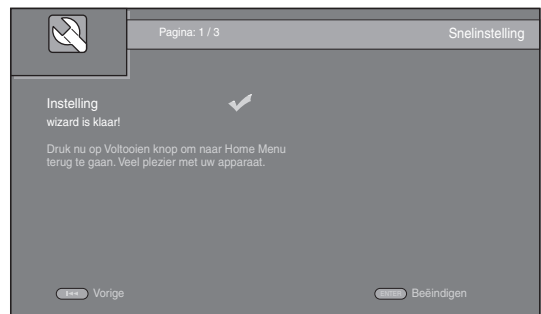 Pagina: 1 / 3
Snelinstelling
Instelling
wizard is klaar!
Druk nu op Voltooien knop om naar Home Menu
terug te gaan. Veel plezier met uw apparaat.
Vorige
ENTER Beëindigen